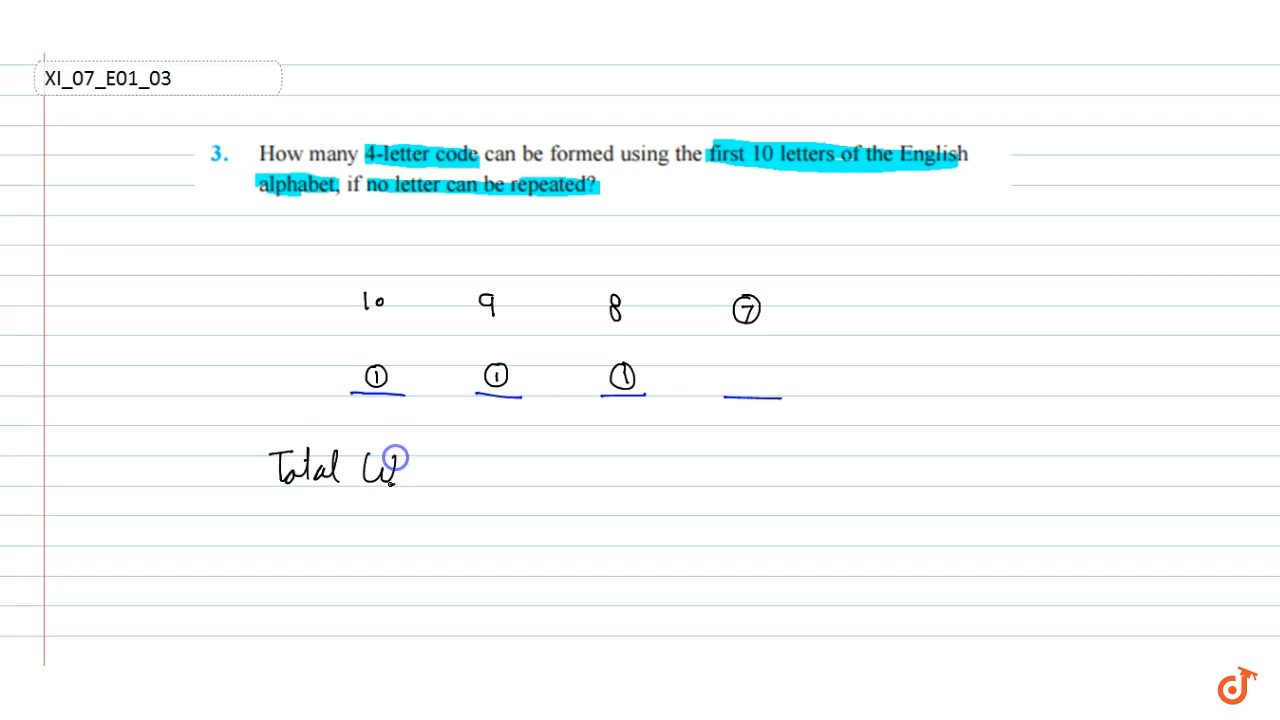 XI_07_E01_03
3. How many 4-letter code can be formed using the first 10 letters of the English
alphabet, if no letter can be repeated?
10 9 8 7
1 1 1
Total W